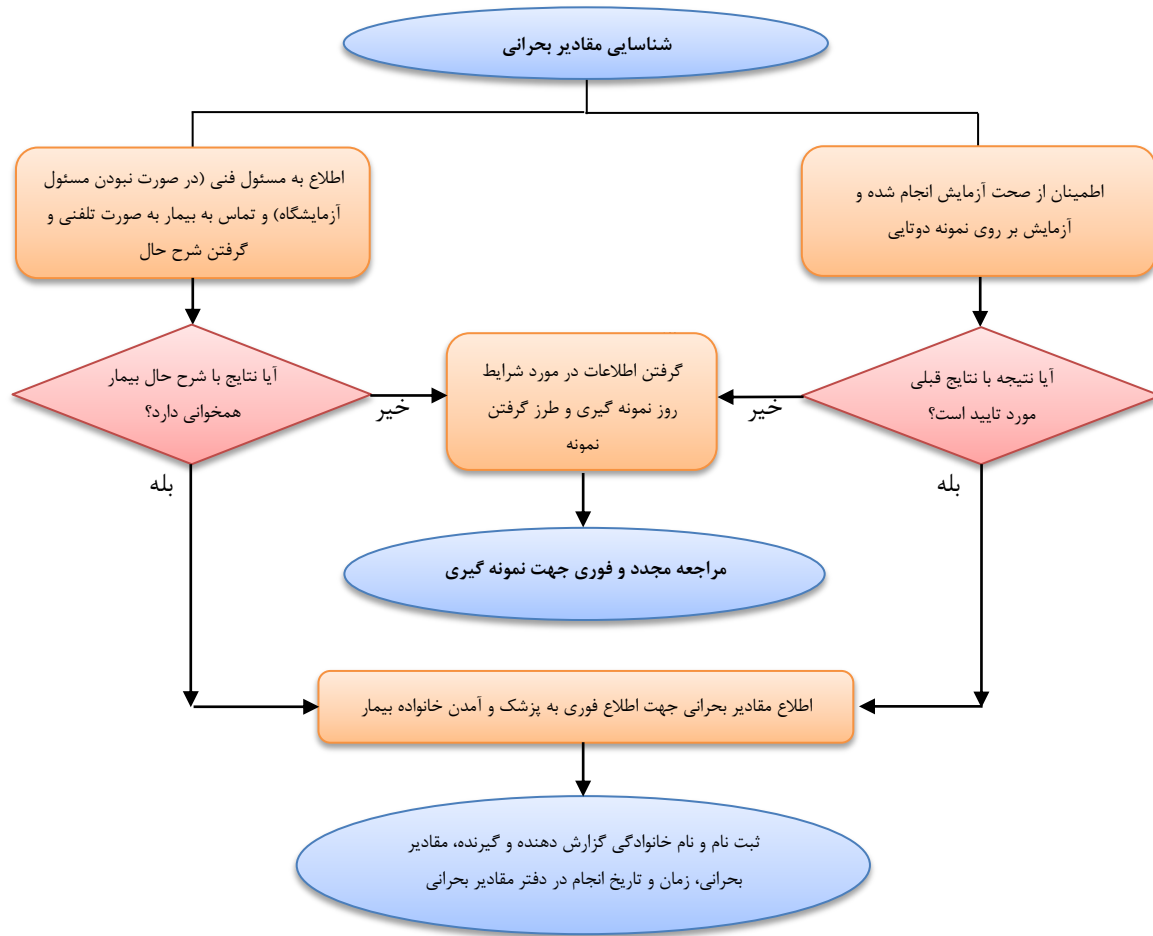 شناسایی مقادیر بحرانی
اطمینان از صحت آزمایش انجام شده و
آزمایش بر روی نمونه دوتایی
اطلاع به مسئول فنی (در صورت نبودن مسئول
آزمایشگاه) و تماس به بیمار به صورت تلفنی و
گرفتن شرح حال
آیا نتیجه با نتایج قبلی
مورد تایید است؟
خیر
گرفتن اطلاعات در مورد شرایط
روز نمونه گیری و طرز گرفتن
نمونه
خیر
آیا نتایج با شرح حال بیمار
همخوانی دارد؟
بله
بله
مراجعه مجدد و فوری جهت نمونه گیری
اطلاع مقادیر بحرانی جهت اطلاع فوری به پزشک و آمدن خانواده بیمار
ثبت نام و نام خانوادگی گزارش دهنده و گیرنده، مقادیر
بحرانی، زمان و تاریخ انجام در دفتر مقادیر بحرانی